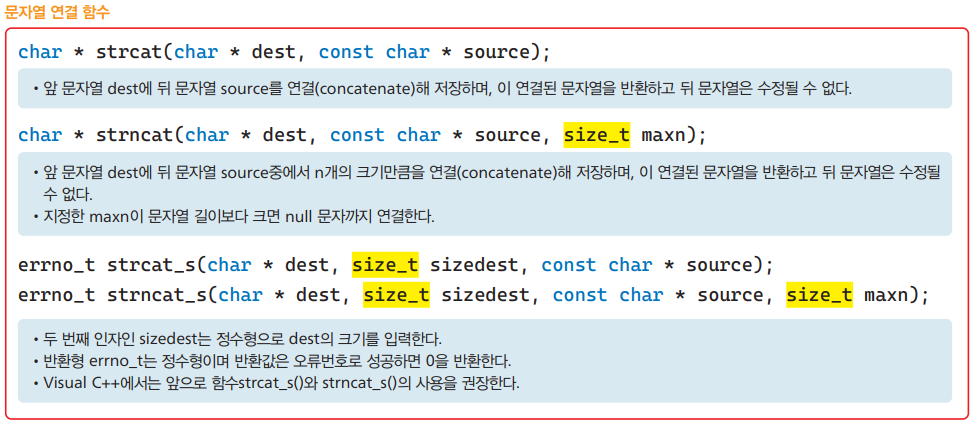 문자열 연결 함수
char * strcat(char * dest, const char * source);
• 앞 문자열 dest에 뒤 문자열 source를 연결(concatenate)해 저장하며, 이 연결된 문자열을 반환하고 뒤 문자열은 수정될 수 없다.
char * strncat(char * dest, const char * source, size_t maxn);
• 앞 문자열 dest에 뒤 문자열 source중에서 n개의 크기만큼을 연결(concatenate)해 저장하며, 이 연결된 문자열을 반환하고 뒤 문자열은 수정될
수 없다.
• 지정한 maxn이 문자열 길이보다 크면 null 문자까지 연결한다.
errno_t strcat_s(char * dest, size_t sizedest, const char * source);
errno_t strncat_s(char * dest, size_t sizedest, const char * source, size_t maxn);
• 두 번째 인자인 sizedest는 정수형으로 dest의 크기를 입력한다.
• 반환형 errno_t는 정수형이며 반환값은 오류번호로 성공하면 0을 반환한다.
• Visual C++에서는 앞으로 함수strcat_s()와 strncat_s()의 사용을 권장한다.